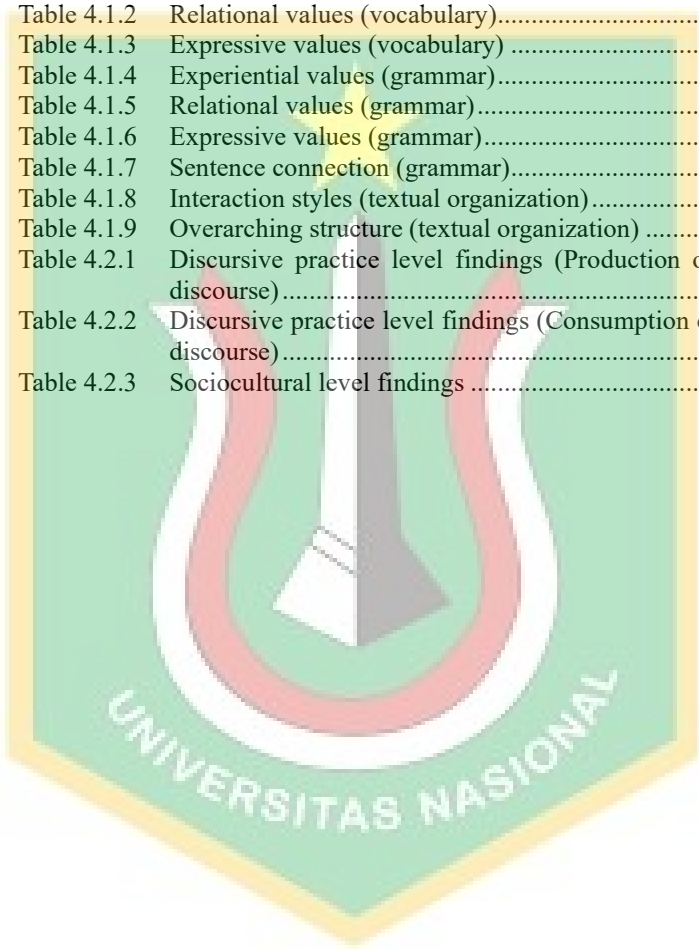 Table 4.1.2 Relational values (vocabulary)................................
Table 4.1.3 Expressive values (vocabulary) ..............................
Table 4.1.4 Experiential values (grammar)................................
Table 4.1.5 Relational values (grammar)...................................
Table 4.1.6 Expressive values (grammar)..................................
Table 4.1.7 Sentence connection (grammar)..............................
Table 4.1.8 Interaction styles (textual organization)....................
Table 4.1.9 Overarching structure (textual organization) .............
Table 4.2.1 Discursive practice level findings (Production
discourse)...................................................................
Table 4.2.2 Discursive practice level findings (Consumption
discourse)...................................................................
Table 4.2.3 Sociocultural level findings ...................................
UNIVERSITAS NASIONAL